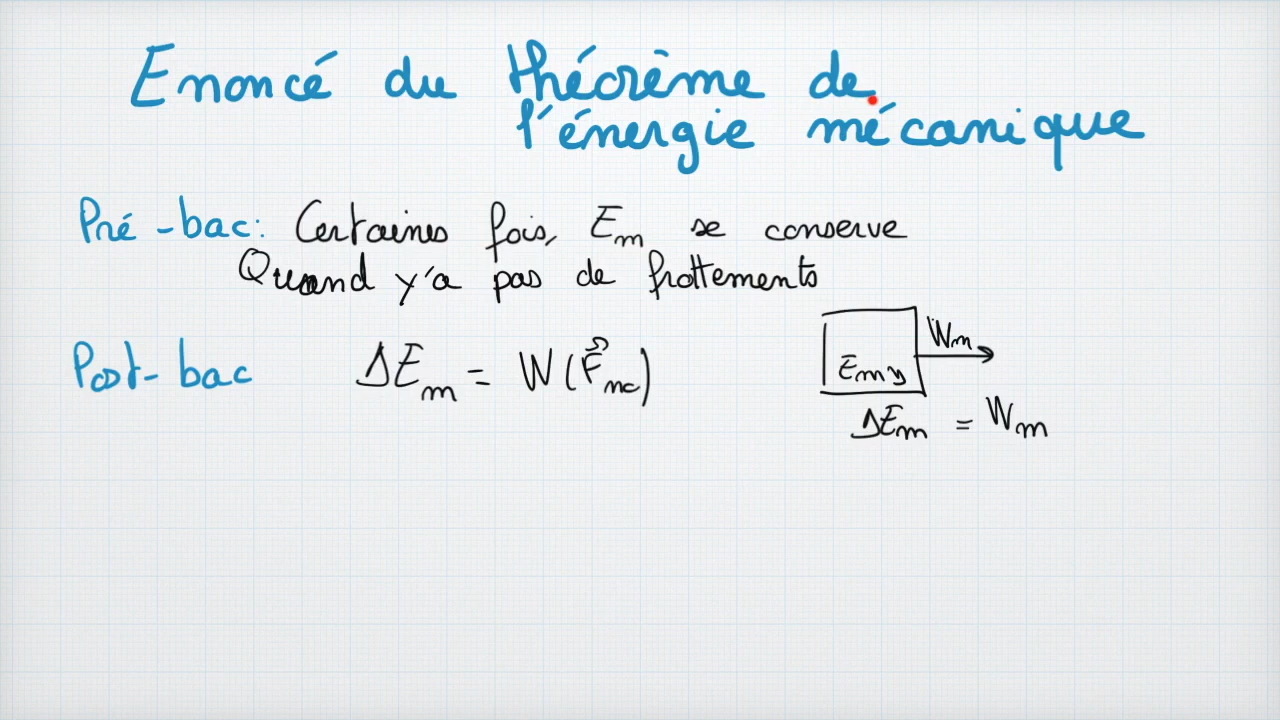 Enoncé du théorème de
l'énergie mécanique
Pré-bac: Certaines fois, Em se conserve
Quand y'a pas de frottements
Post-bac ΔEm = W(F⃗nc)
Wm
Em
ΔEm = Wm